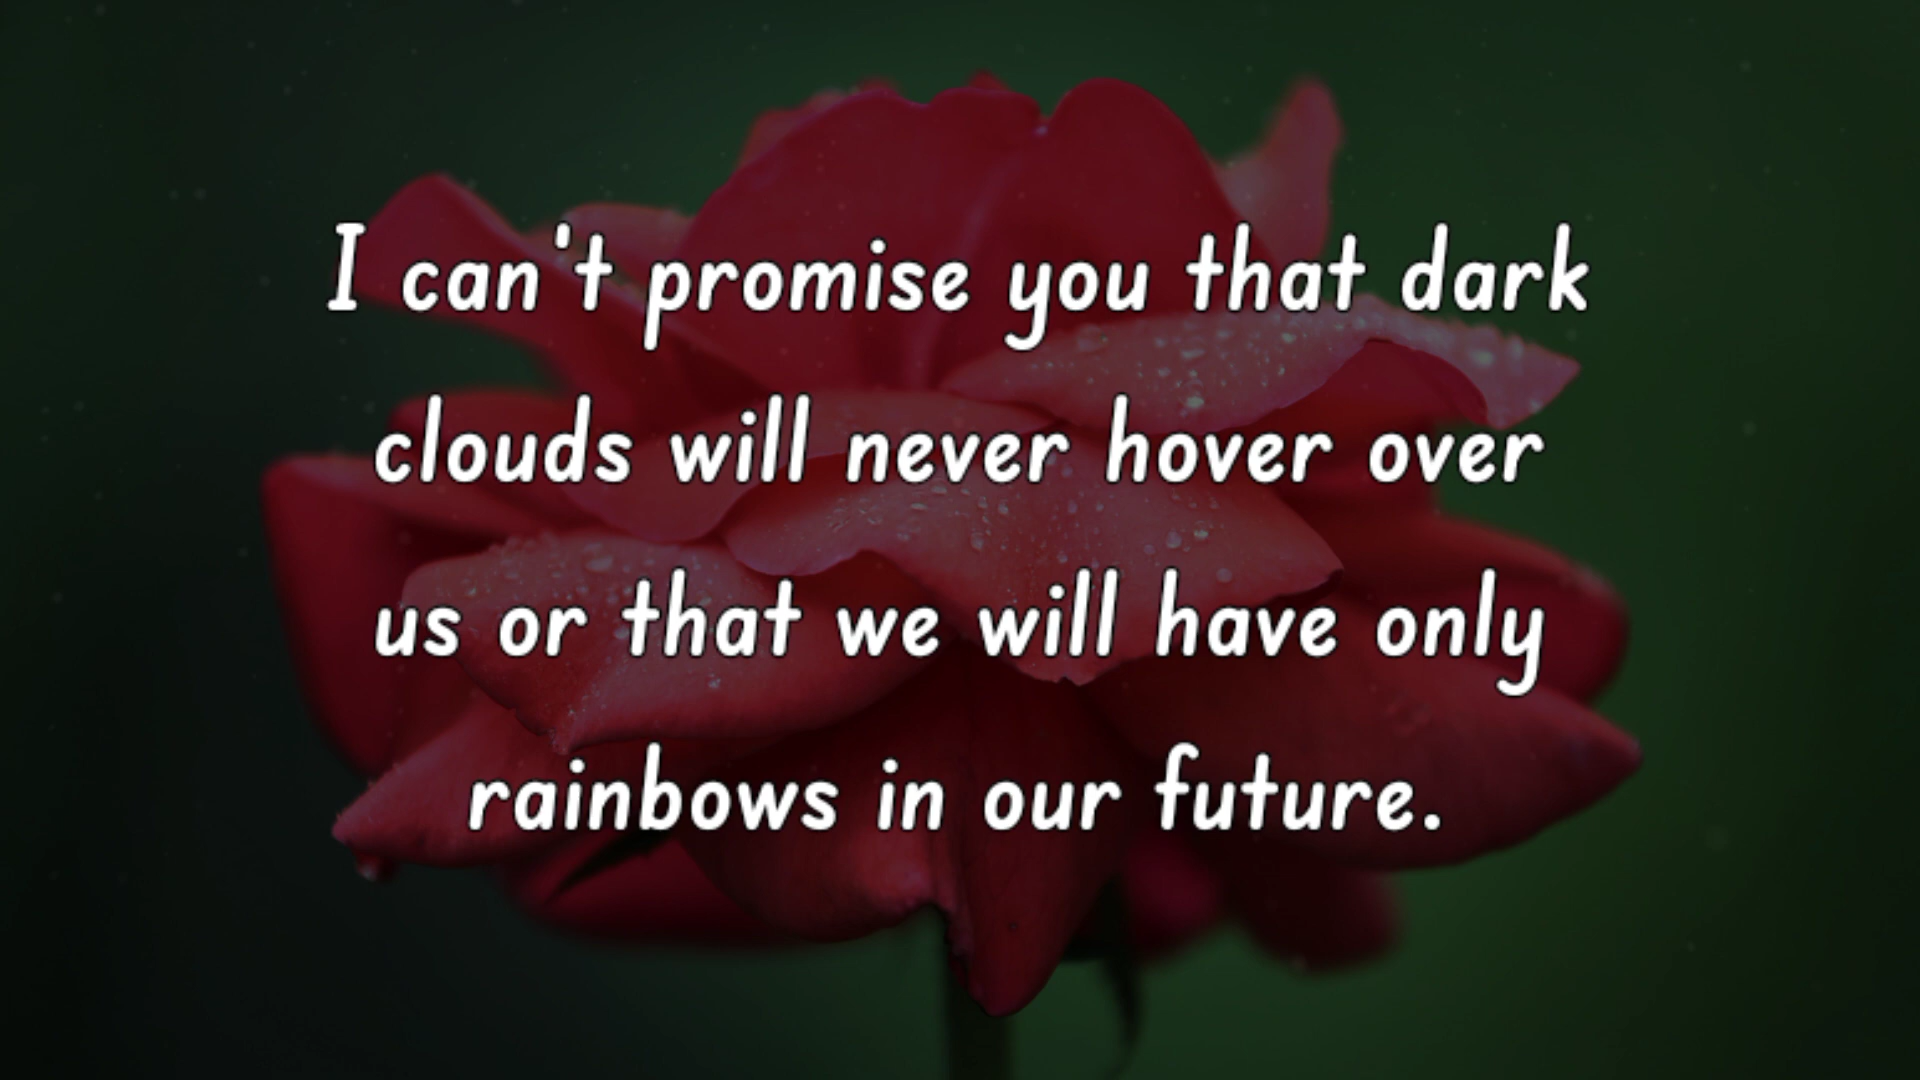 I can't promise you that dark
clouds will never hover over
us or that we will have only
rainbows in our future.